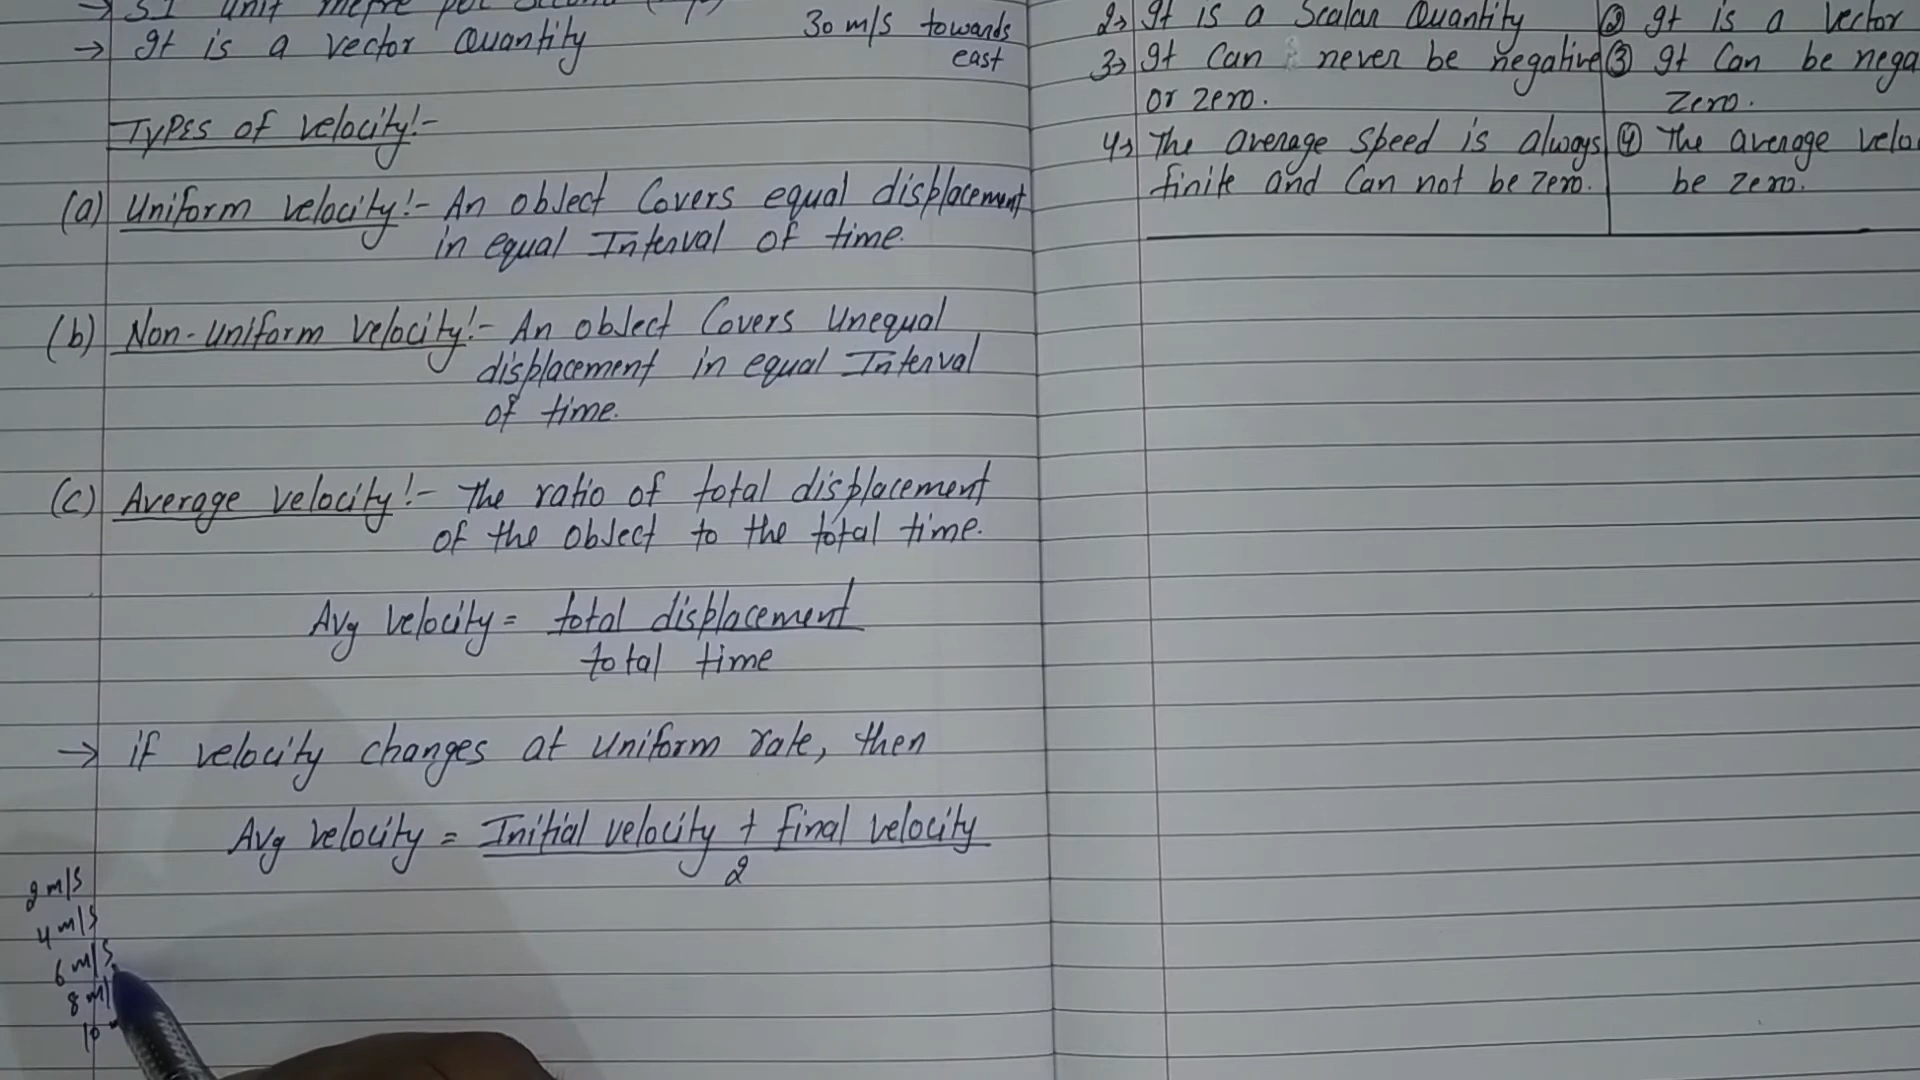 → S.I unit metre per
→ It is a vector Quantity
30 m/s towards
east
Types of velocity:-
(a) Uniform velocity:- An object Covers equal displacement
in equal Interval of time.
(b) Non-uniform velocity:- An object Covers Unequal
displacement in equal Interval
of time.
(c) Average velocity:- The ratio of total displacement
of the object to the total time.
Avg velocity = total displacement
total time
→ if velocity changes at uniform rate, then
Avg velocity = Initial velocity + final velocity
2
2 m/s
4 m/s
6 m/s
8 m/
10
2→ It is a Scalar Quantity
3→ It Can never be negative
or zero.
4→ The average speed is always
finite and Can not be zero.
② It is a vector
③ It Can be nega
zero.
④ The average velo
be zero.